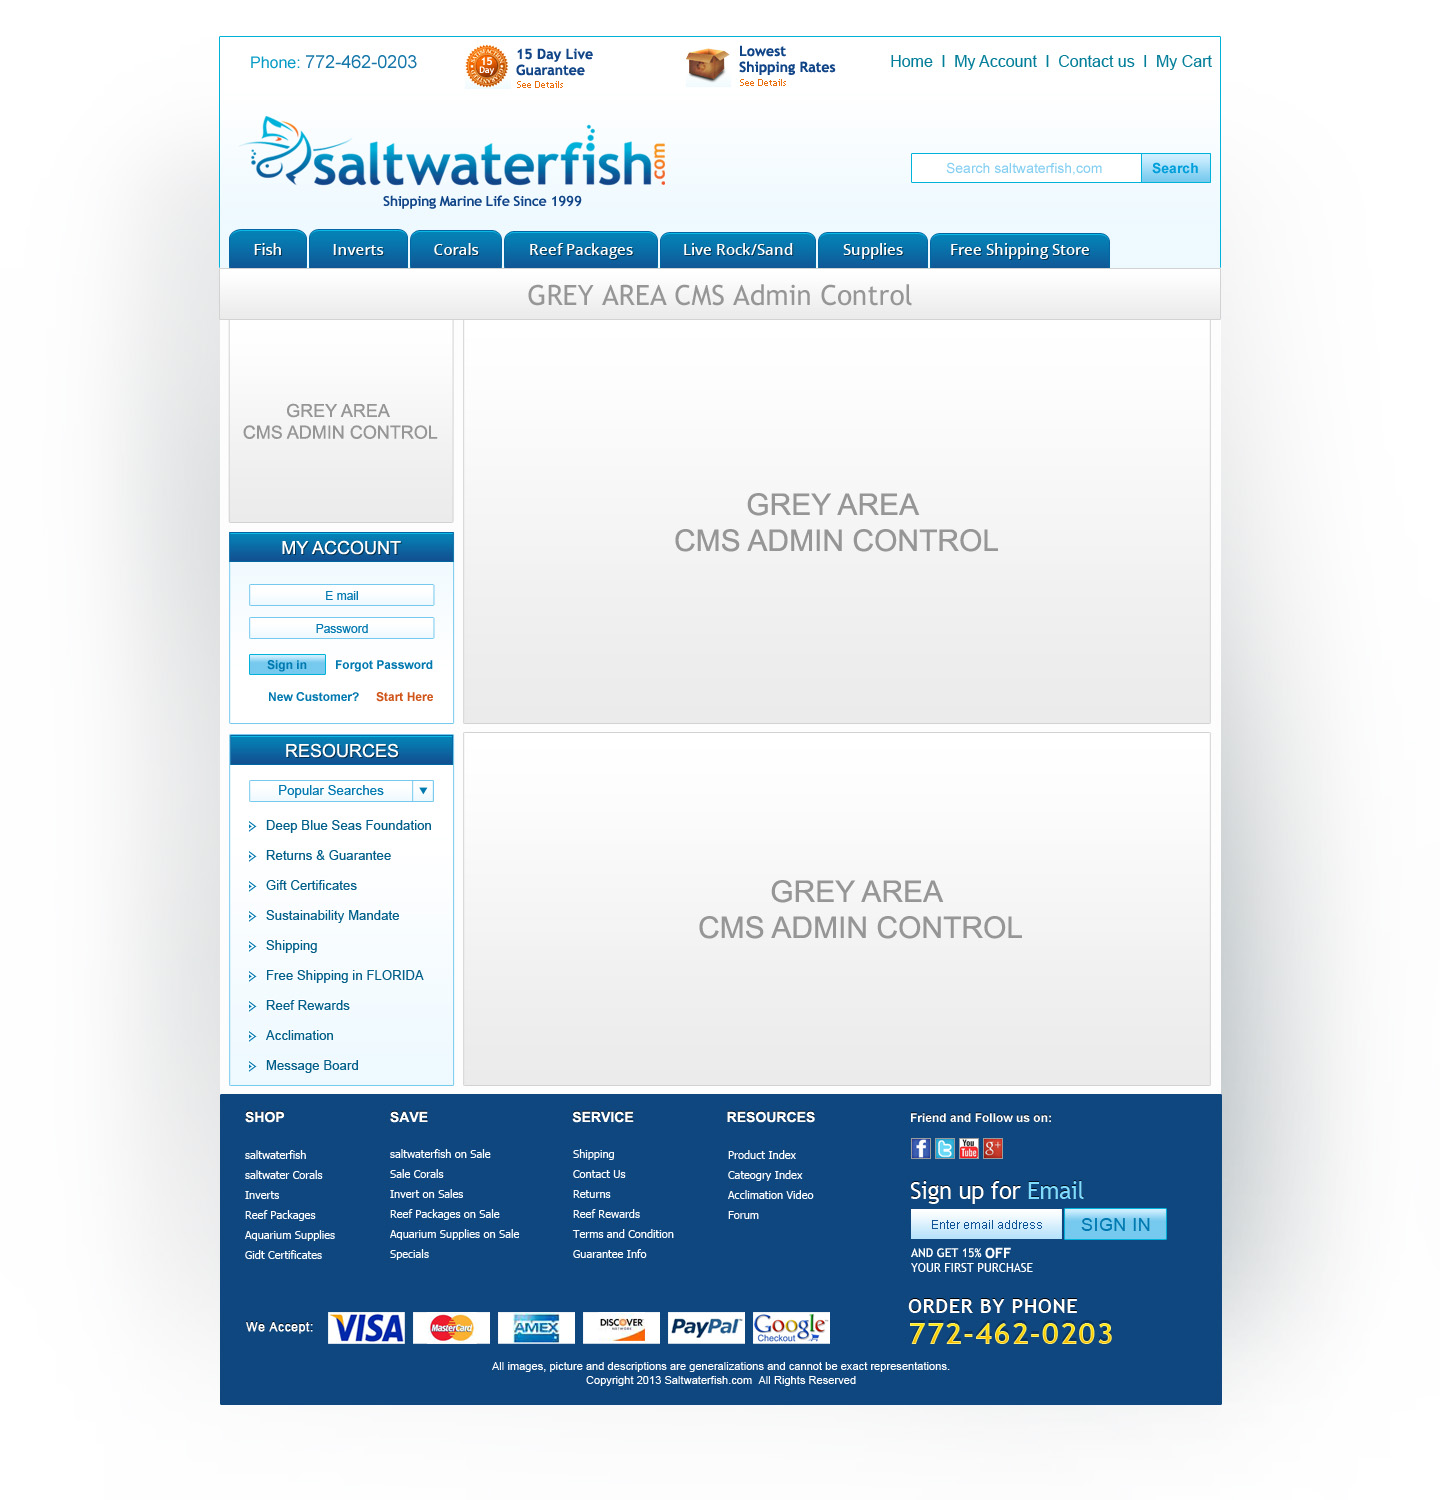 Phone: 772-462-0203
15 Day
15 Day Live
Guarantee
See Details
Lowest
Shipping Rates
See Details
Home I My Account I Contact us I My Cart
saltwaterfish.com
Shipping Marine Life Since 1999
Search saltwaterfish,com
Search
Fish
Inverts
Corals
Reef Packages
Live Rock/Sand
Supplies
Free Shipping Store
GREY AREA CMS Admin Control
GREY AREA
CMS ADMIN CONTROL
GREY AREA
CMS ADMIN CONTROL
MY ACCOUNT
E mail
Password
Sign in
Forgot Password
New Customer? Start Here
RESOURCES
Popular Searches
Deep Blue Seas Foundation
Returns & Guarantee
Gift Certificates
Sustainability Mandate
Shipping
Free Shipping in FLORIDA
Reef Rewards
Acclimation
Message Board
GREY AREA
CMS ADMIN CONTROL
SHOP
saltwaterfish
saltwater Corals
Inverts
Reef Packages
Aquarium Supplies
Gidt Certificates
SAVE
saltwaterfish on Sale
Sale Corals
Invert on Sales
Reef Packages on Sale
Aquarium Supplies on Sale
Specials
SERVICE
Shipping
Contact Us
Returns
Reef Rewards
Terms and Condition
Guarantee Info
RESOURCES
Product Index
Cateogry Index
Acclimation Video
Forum
Friend and Follow us on:
You
Tube
Sign up for Email
Enter email address
SIGN IN
AND GET 15% OFF
YOUR FIRST PURCHASE
ORDER BY PHONE
772-462-0203
We Accept:
VISA
MasterCard
AMEX
DISCOVER
NETWORK
PayPal
Google
Checkout
All images, picture and descriptions are generalizations and cannot be exact representations.
Copyright 2013 Saltwaterfish.com All Rights Reserved